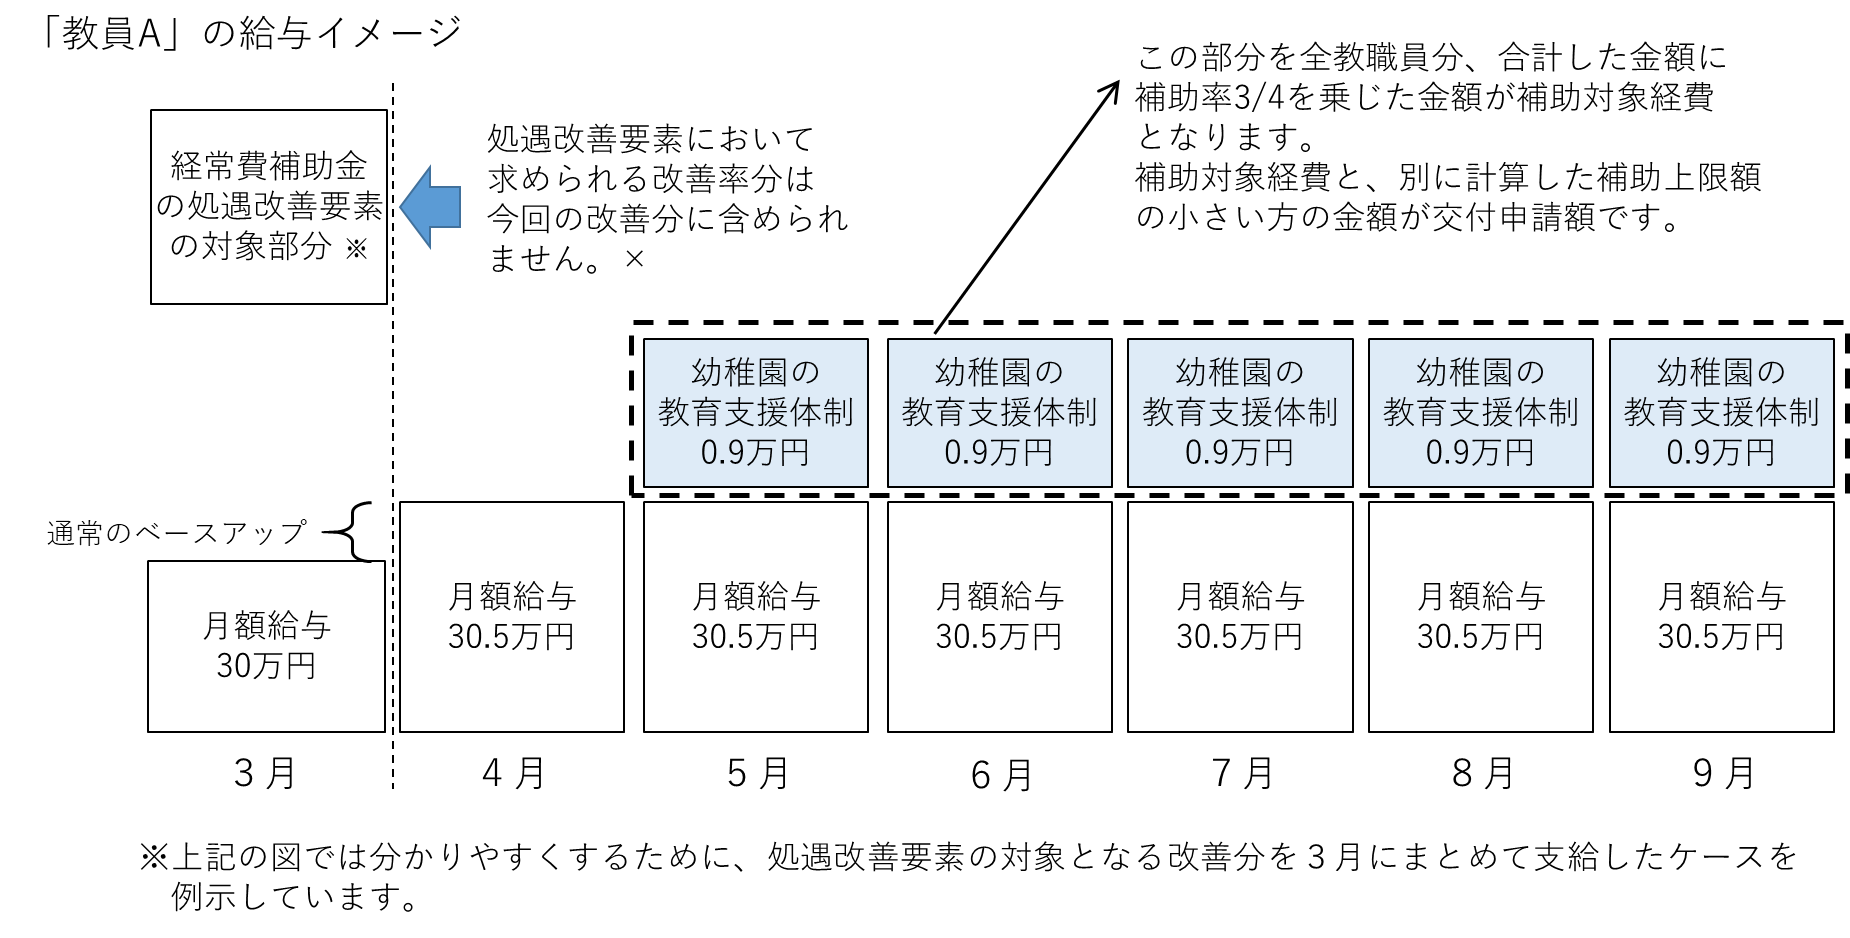 「教員A」の給与イメージ
この部分を全教職員分、合計した金額に
補助率3/4を乗じた金額が補助対象経費
となります。
補助対象経費と、別に計算した補助上限額
の小さい方の金額が交付申請額です。
経常費補助金
の処遇改善要素
の対象部分 ※
処遇改善要素において
求められる改善率分は
今回の改善分に含められ
ません。×
幼稚園の
教育支援体制
0.9万円
幼稚園の
教育支援体制
0.9万円
幼稚園の
教育支援体制
0.9万円
幼稚園の
教育支援体制
0.9万円
幼稚園の
教育支援体制
0.9万円
通常のベースアップ
月額給与
30万円
月額給与
30.5万円
月額給与
30.5万円
月額給与
30.5万円
月額給与
30.5万円
月額給与
30.5万円
月額給与
30.5万円
3月
4月
5月
6月
7月
8月
9月
※上記の図では分かりやすくするために、処遇改善要素の対象となる改善分を３月にまとめて支給したケースを
例示しています。